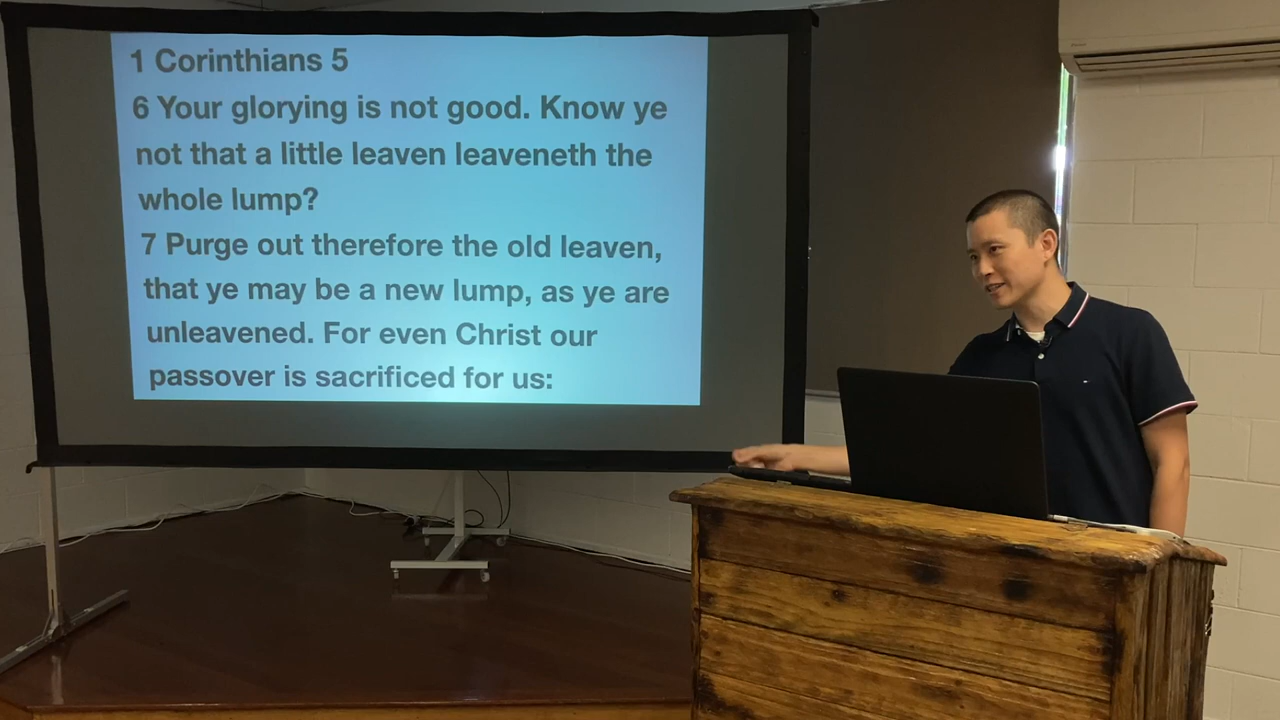 1 Corinthians 5
6 Your glorying is not good. Know ye
not that a little leaven leaveneth the
whole lump?
7 Purge out therefore the old leaven,
that ye may be a new lump, as ye are
unleavened. For even Christ our
passover is sacrificed for us: